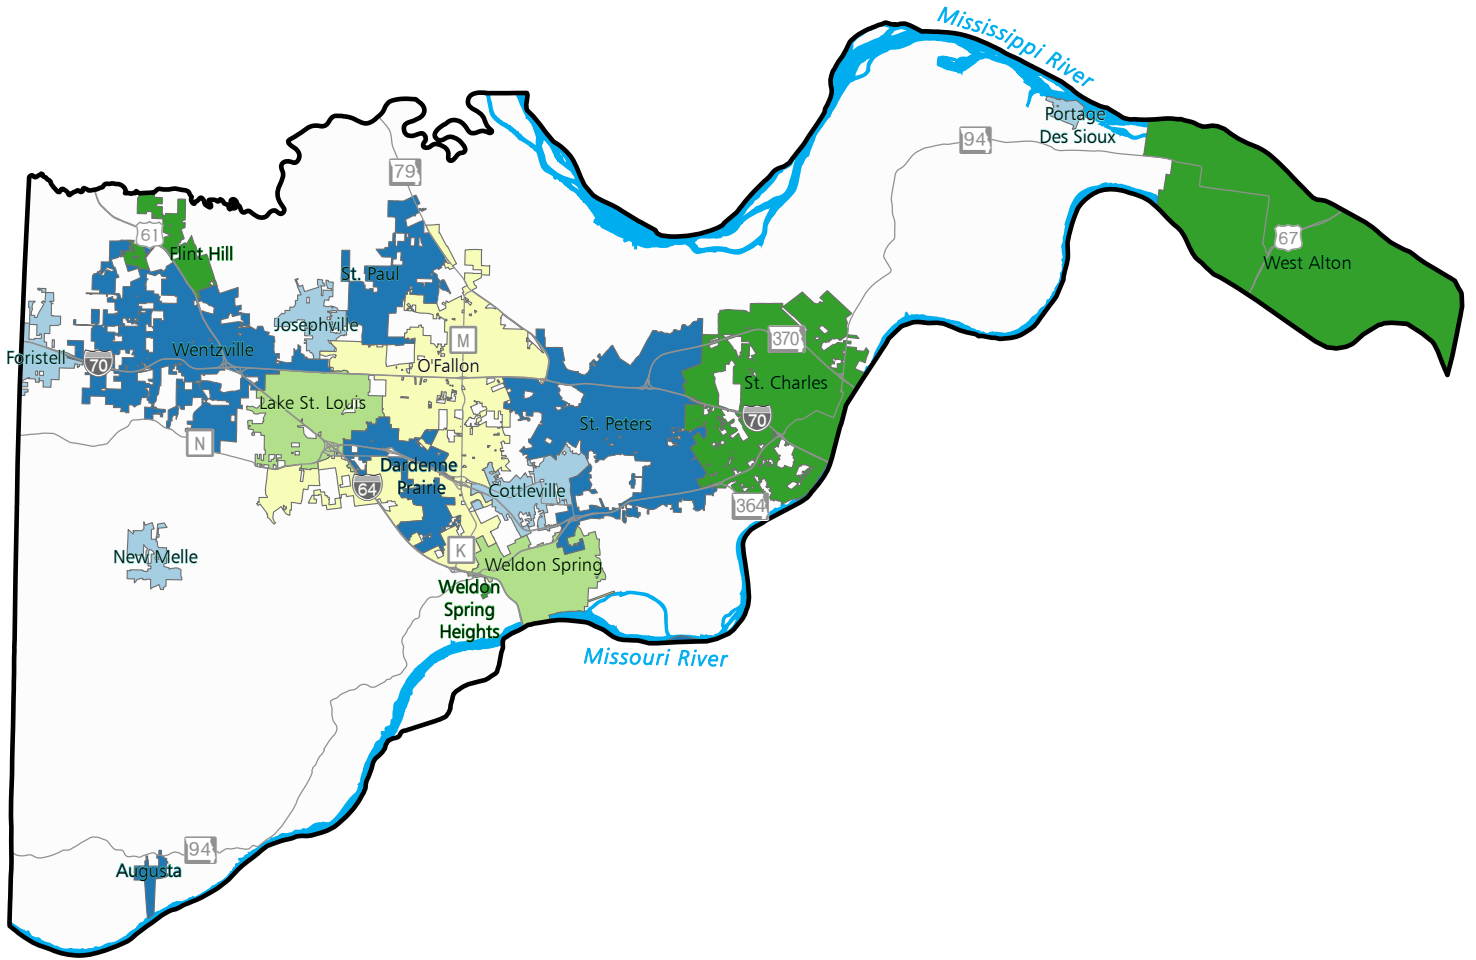 Mississippi River
Portage
Des Sioux
94
79
61
Flint Hill
67
West Alton
St. Paul
Josephville
M
370
Foristell
70
Wentzville
O'Fallon
St. Charles
Lake St. Louis
70
St. Peters
N
Dardenne
Prairie
64
Cottleville
364
New Melle
K
Weldon Spring
Weldon
Spring
Heights
Missouri River
94
Augusta